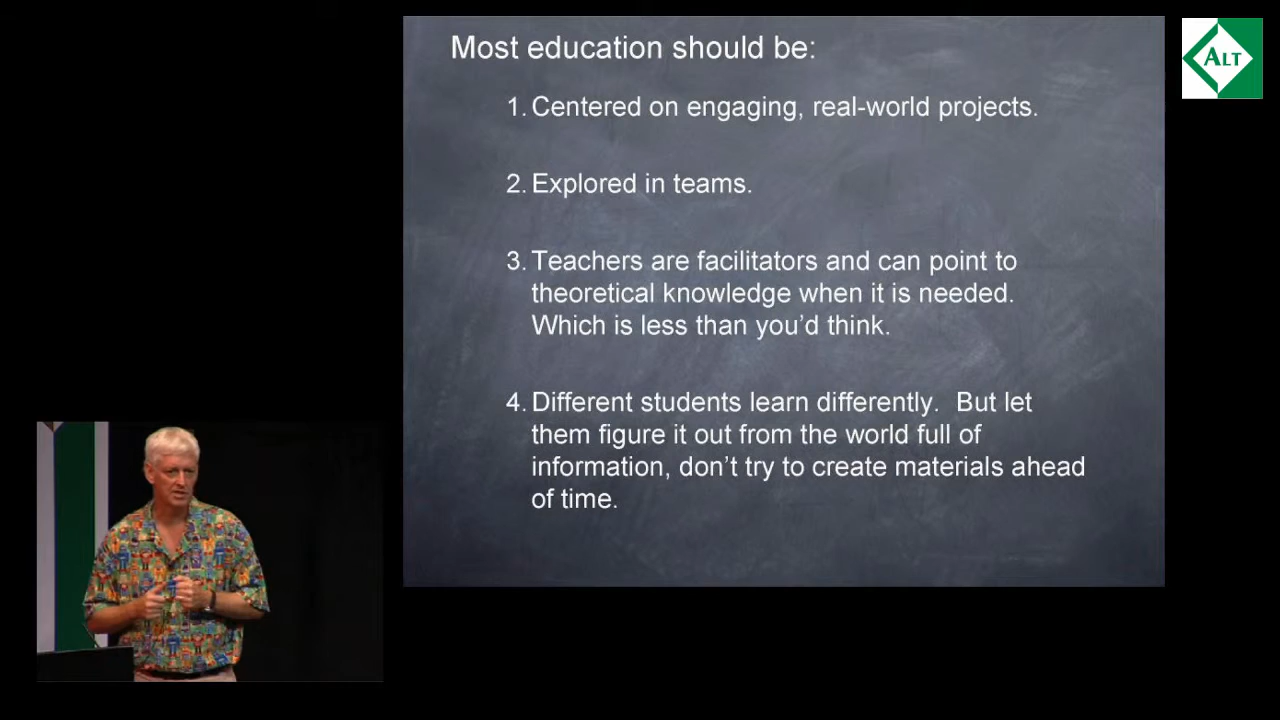 Most education should be:
1. Centered on engaging, real-world projects.
2. Explored in teams.
3. Teachers are facilitators and can point to
theoretical knowledge when it is needed.
Which is less than you'd think.
4. Different students learn differently.  But let
them figure it out from the world full of
information, don't try to create materials ahead
of time.
ALT